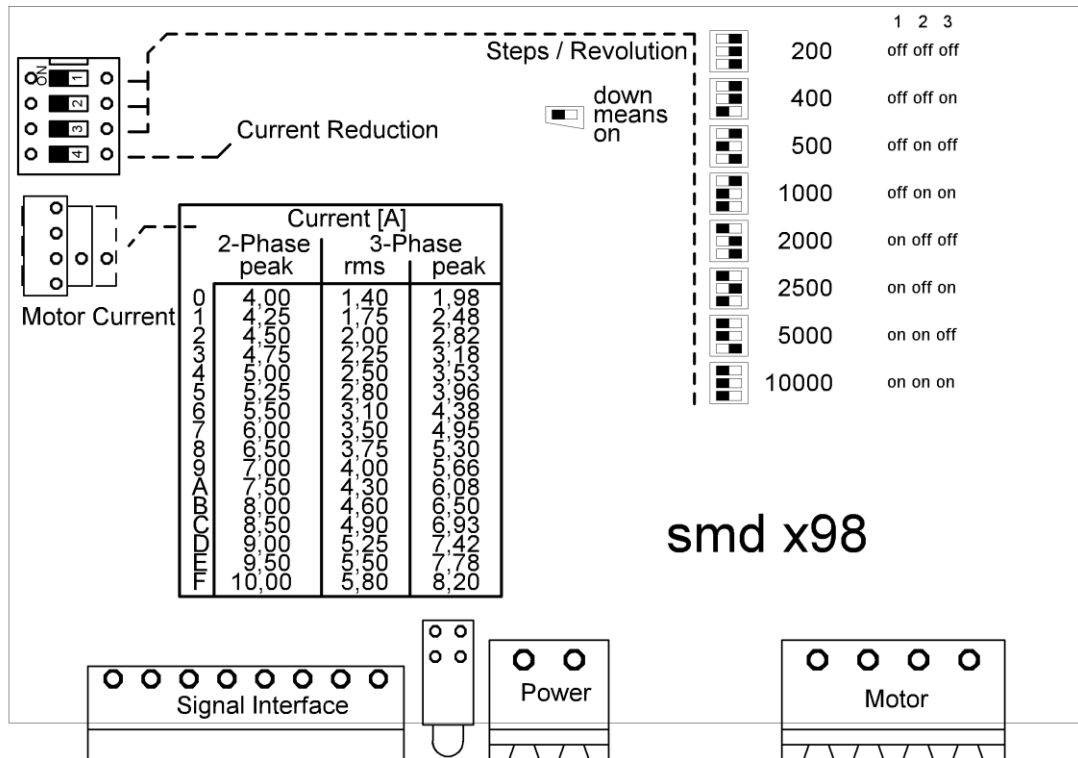 1 2 3
Steps / Revolution
200 off off off
400 off off on
500 off on off
1000 off on on
2000 on off off
2500 on off on
5000 on on off
10000 on on on
down
means
on
ON
1
2
3
4
Current Reduction
Motor Current
Current [A]
2-Phase 3-Phase
peak rms peak
0 4,00 1,40 1,98
1 4,25 1,75 2,48
2 4,50 2,00 2,82
3 4,75 2,25 3,18
4 5,00 2,50 3,53
5 5,25 2,80 3,96
6 5,50 3,10 4,38
7 6,00 3,50 4,95
8 6,50 3,75 5,30
9 7,00 4,00 5,66
A 7,50 4,30 6,08
B 8,00 4,60 6,50
C 8,50 4,90 6,93
D 9,00 5,25 7,42
E 9,50 5,50 7,78
F 10,00 5,80 8,20
smd x98
Signal Interface
Power
Motor